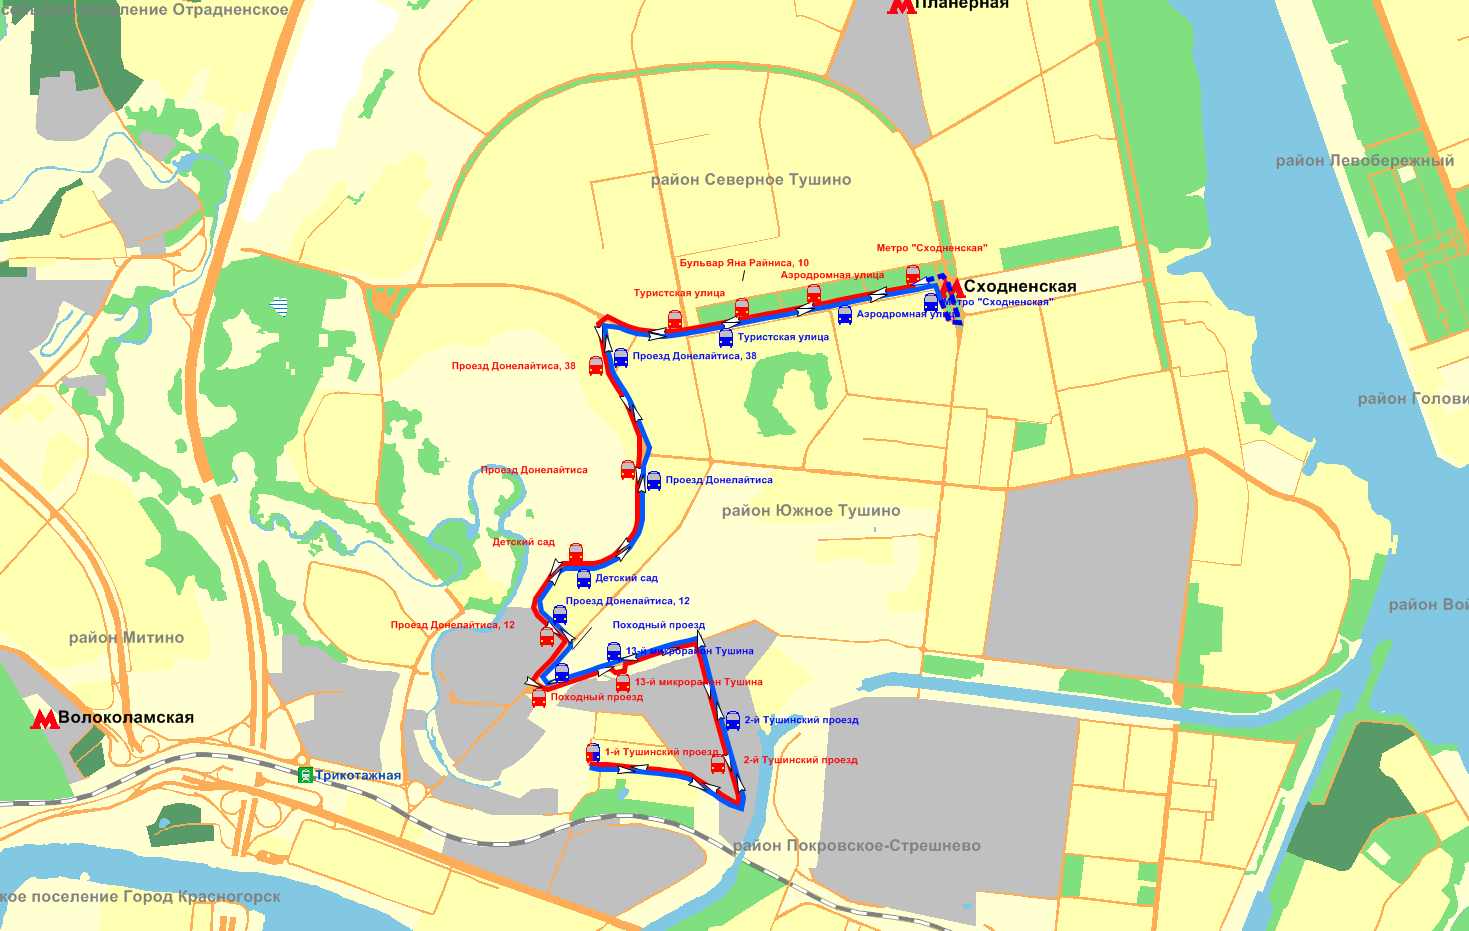 сельское поселение Отрадненское
Планерная
район Левобережный
район Северное Тушино
Метро "Сходненская"
Бульвар Яна Райниса, 10
Аэродромная улица
Сходненская
Туристская улица
Метро "Сходненская"
Аэродромная улица
Туристская улица
Проезд Донелайтиса, 38
Проезд Донелайтиса, 38
район Голови
Проезд Донелайтиса
Проезд Донелайтиса
район Южное Тушино
Детский сад
Детский сад
Проезд Донелайтиса, 12
район Вой
Проезд Донелайтиса, 12
Походный проезд
район Митино
13-й микрорайон Тушина
13-й микрорайон Тушина
Походный проезд
Волоколамская
2-й Тушинский проезд
1-й Тушинский проезд
2-й Тушинский проезд
Трикотажная
район Покровское-Стрешнево
кое поселение Город Красногорск